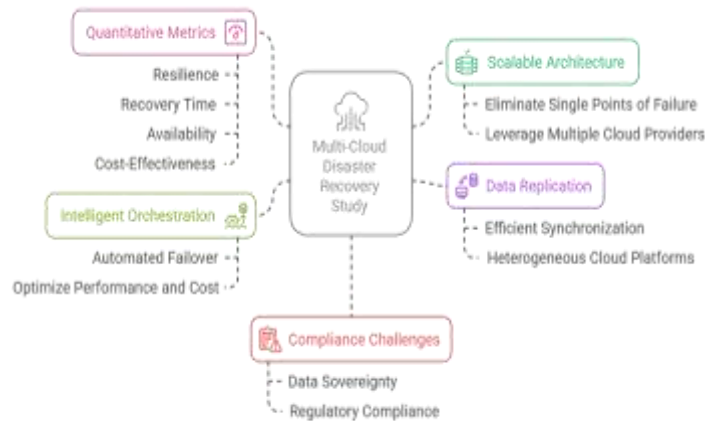 Quantitative Metrics
Resilience
Recovery Time
Availability
Cost-Effectiveness
Intelligent Orchestration
Automated Failover
Optimize Performance and Cost
Multi-Cloud
Disaster
Recovery
Study
Scalable Architecture
Eliminate Single Points of Failure
Leverage Multiple Cloud Providers
Data Replication
Efficient Synchronization
Heterogeneous Cloud Platforms
Compliance Challenges
Data Sovereignty
Regulatory Compliance